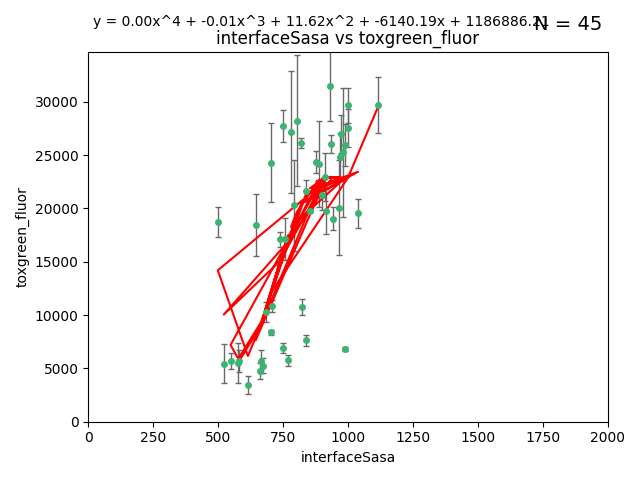 y = 0.00x^4 + -0.01x^3 + 11.62x^2 + -6140.19x + 1186886.21
N = 45
interfaceSasa vs toxgreen_fluor
30000
25000
20000
15000
10000
5000
0
toxgreen_fluor
0 250 500 750 1000 1250 1500 1750 2000
interfaceSasa